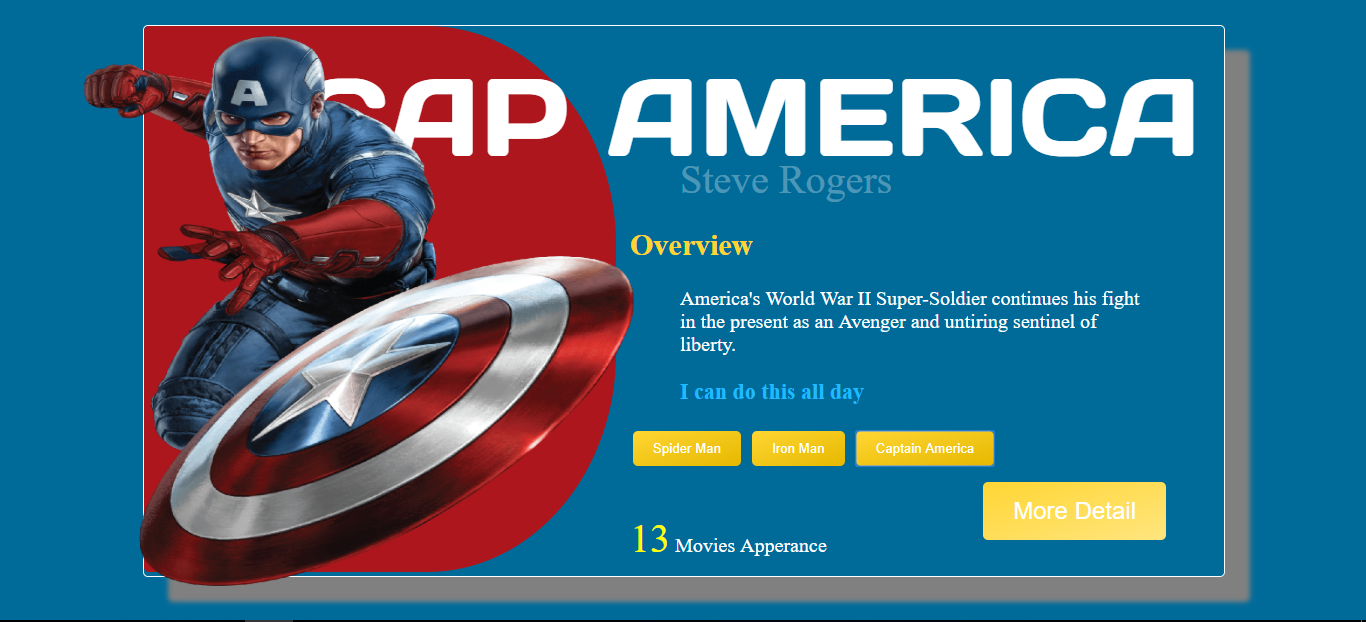 CAP AMERICA
Steve Rogers
Overview
America's World War II Super-Soldier continues his fight
in the present as an Avenger and untiring sentinel of
liberty.
I can do this all day
Spider Man Iron Man Captain America
More Detail
13 Movies Apperance
A